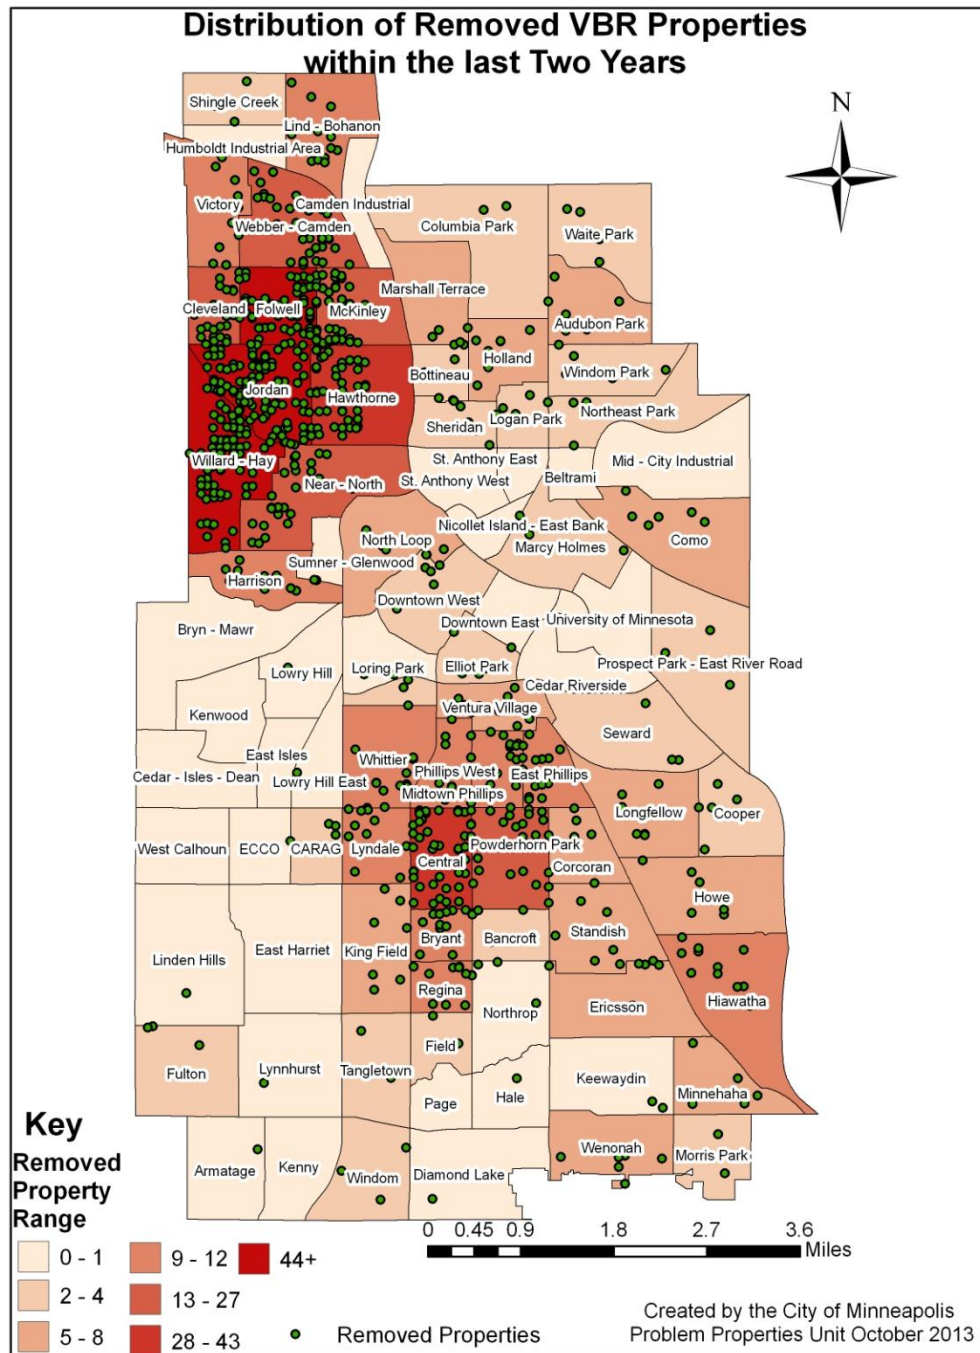 Distribution of Removed VBR Properties
within the last Two Years
N
Shingle Creek
Lind - Bohanon
Humboldt Industrial Area
Victory
Camden Industrial
Webber - Camden
Columbia Park
Waite Park
Marshall Terrace
Cleveland
Folwell
McKinley
Audubon Park
Holland
Bottineau
Windom Park
Jordan
Hawthorne
Northeast Park
Logan Park
Sheridan
St. Anthony East
Mid - City Industrial
Willard - Hay
Near - North
St. Anthony West
Beltrami
Nicollet Island - East Bank
North Loop
Marcy Holmes
Como
Sumner - Glenwood
Harrison
Downtown West
Downtown East
University of Minnesota
Bryn - Mawr
Lowry Hill
Loring Park
Elliot Park
Prospect Park - East River Road
Cedar Riverside
Kenwood
Ventura Village
Seward
East Isles
Whittier
Cedar - Isles - Dean
Lowry Hill East
Phillips West
East Phillips
Midtown Phillips
Longfellow
Cooper
West Calhoun
ECCO
CARAG
Lyndale
Central
Powderhorn Park
Corcoran
Howe
Linden Hills
East Harriet
King Field
Bryant
Bancroft
Standish
Regina
Hiawatha
Northrop
Ericsson
Field
Fulton
Lynnhurst
Tangletown
Keewaydin
Minnehaha
Page
Hale
Armatage
Kenny
Windom
Diamond Lake
Wenonah
Morris Park
Key
Removed
Property
Range
0 - 1
2 - 4
5 - 8
9 - 12
13 - 27
28 - 43
44+
Removed Properties
0 0.45 0.9 1.8 2.7 3.6
Miles
Created by the City of Minneapolis
Problem Properties Unit October 2013